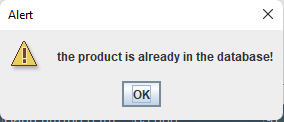 Alert
the product is already in the database!
OK